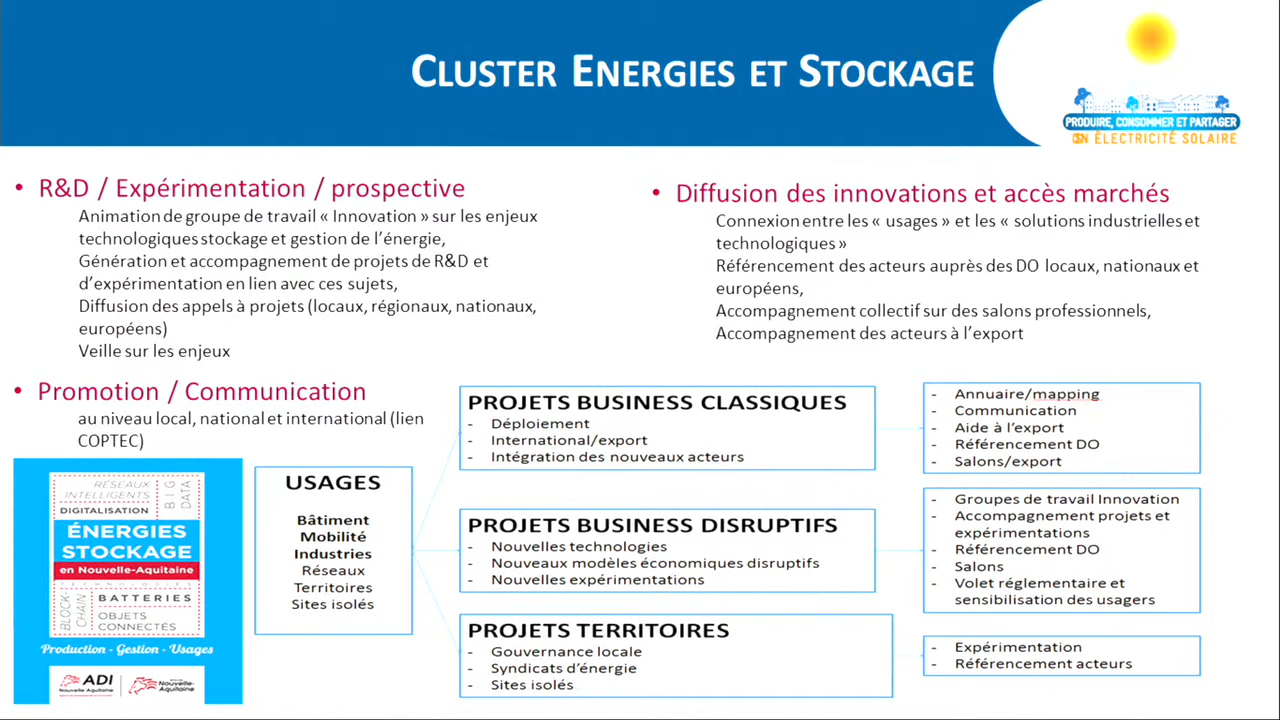 CLUSTER ENERGIES ET STOCKAGE
PRODUIRE, CONSOMMER ET PARTAGER
EN ÉLECTRICITÉ SOLAIRE
• R&D / Expérimentation / prospective
Animation de groupe de travail « Innovation » sur les enjeux
technologiques stockage et gestion de l'énergie,
Génération et accompagnement de projets de R&D et
d'expérimentation en lien avec ces sujets,
Diffusion des appels à projets (locaux, régionaux, nationaux,
européens)
Veille sur les enjeux
• Promotion / Communication
au niveau local, national et international (lien
COPTEC)
• Diffusion des innovations et accès marchés
Connexion entre les « usages » et les « solutions industrielles et
technologiques »
Référencement des acteurs auprès des DO locaux, nationaux et
européens,
Accompagnement collectif sur des salons professionnels,
Accompagnement des acteurs à l'export
RÉSEAUX
INTELLIGENTS
BIG
DATA
DIGITALISATION
ÉNERGIES
STOCKAGE
en Nouvelle-Aquitaine
TECHNOLOGIES
BLOCK-
CHAIN
BATTERIES
OBJETS
CONNECTÉS
Production - Gestion - Usages
ADI
Nouvelle-Aquitaine
Nouvelle-
Aquitaine
USAGES
Bâtiment
Mobilité
Industries
Réseaux
Territoires
Sites isolés
PROJETS BUSINESS CLASSIQUES
- Déploiement
- International/export
- Intégration des nouveaux acteurs
PROJETS BUSINESS DISRUPTIFS
- Nouvelles technologies
- Nouveaux modèles économiques disruptifs
- Nouvelles expérimentations
PROJETS TERRITOIRES
- Gouvernance locale
- Syndicats d'énergie
- Sites isolés
- Annuaire/mapping
- Communication
- Aide à l'export
- Référencement DO
- Salons/export
- Groupes de travail Innovation
- Accompagnement projets et
expérimentations
- Référencement DO
- Salons
- Volet réglementaire et
sensibilisation des usagers
- Expérimentation
- Référencement acteurs